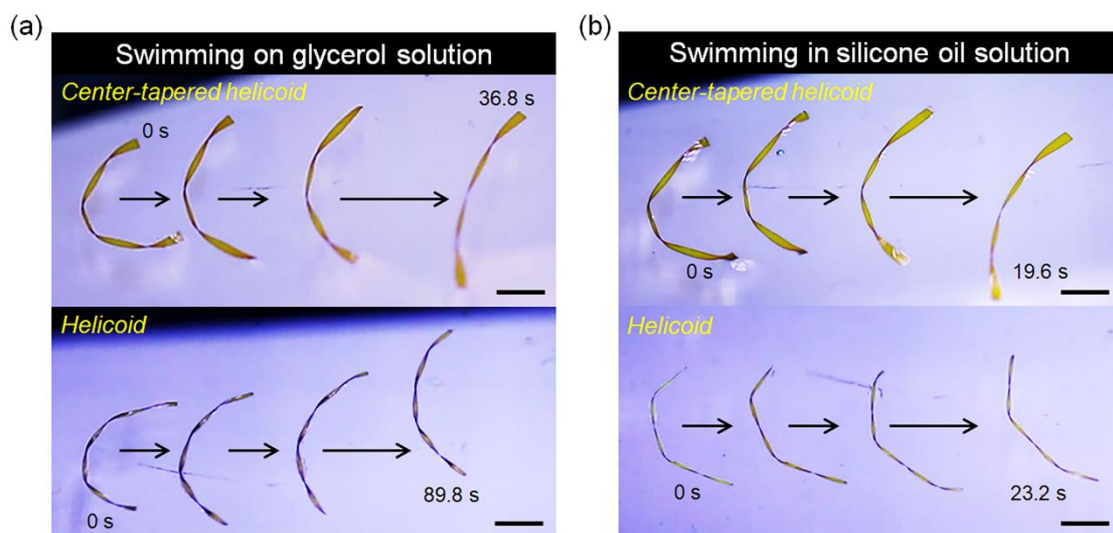 (a)
Swimming on glycerol solution
Center-tapered helicoid
0 s
36.8 s
Helicoid
0 s
89.8 s
(b)
Swimming in silicone oil solution
Center-tapered helicoid
0 s
19.6 s
Helicoid
0 s
23.2 s